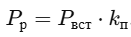 Pр = Pвст · kп.